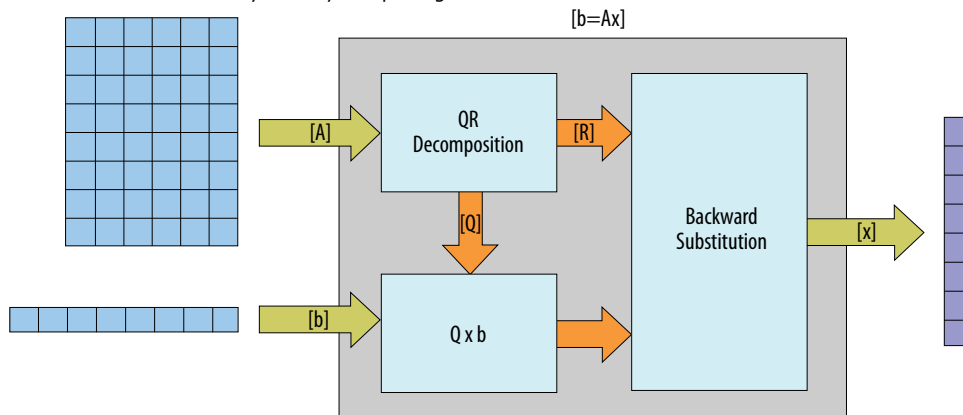 [b=Ax]
[A]
QR
Decomposition
[R]
[Q]
Backward
Substitution
[x]
[b]
Q x b